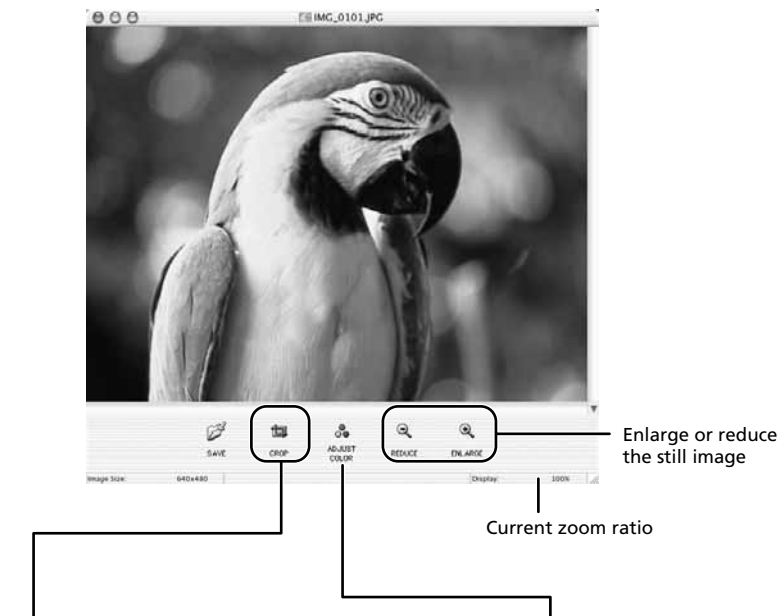 IMG_0101.JPG
SAVE
CROP
ADJUST
COLOR
REDUCE
ENLARGE
Image Size:
640x480
Display:
100%
Enlarge or reduce
the still image
Current zoom ratio